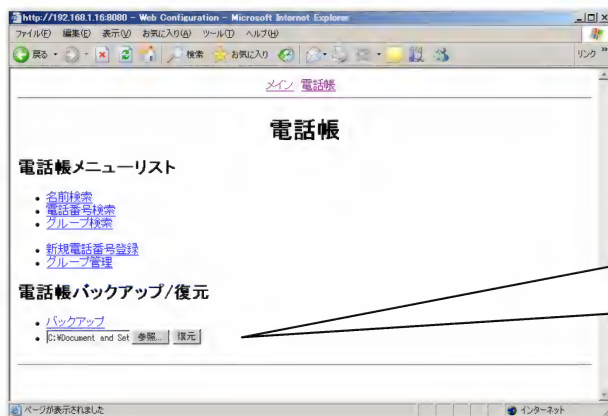 http://192.168.1.16:8080 - Web Configuration - Microsoft Internet Explorer
ファイル(F) 編集(E) 表示(V) お気に入り(A) ツール(T) ヘルプ(H)
戻る 検索 お気に入り リンク »
メイン 電話帳
電話帳
電話帳メニューリスト
• 名前検索
• 電話番号検索
• グループ検索
• 新規電話番号登録
• グループ管理
電話帳バックアップ/復元
• バックアップ
• C:¥Document and Set 参照... 復元
ページが表示されました インターネット